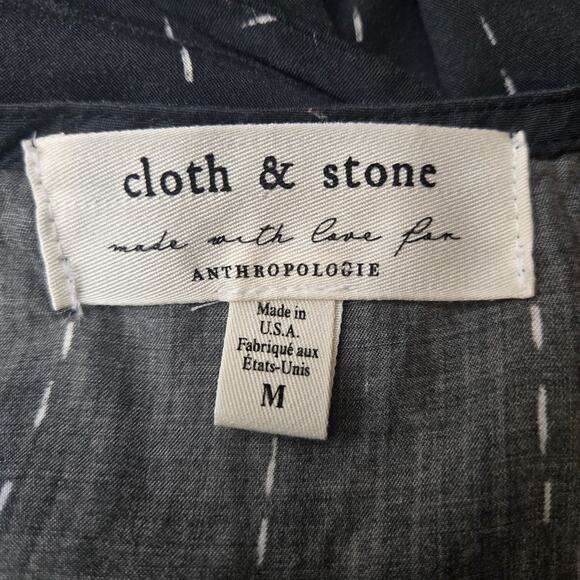 cloth & stone
made with love for
ANTHROPOLOGIE
Made in
U.S.A.
Fabriqué aux
États-Unis
M